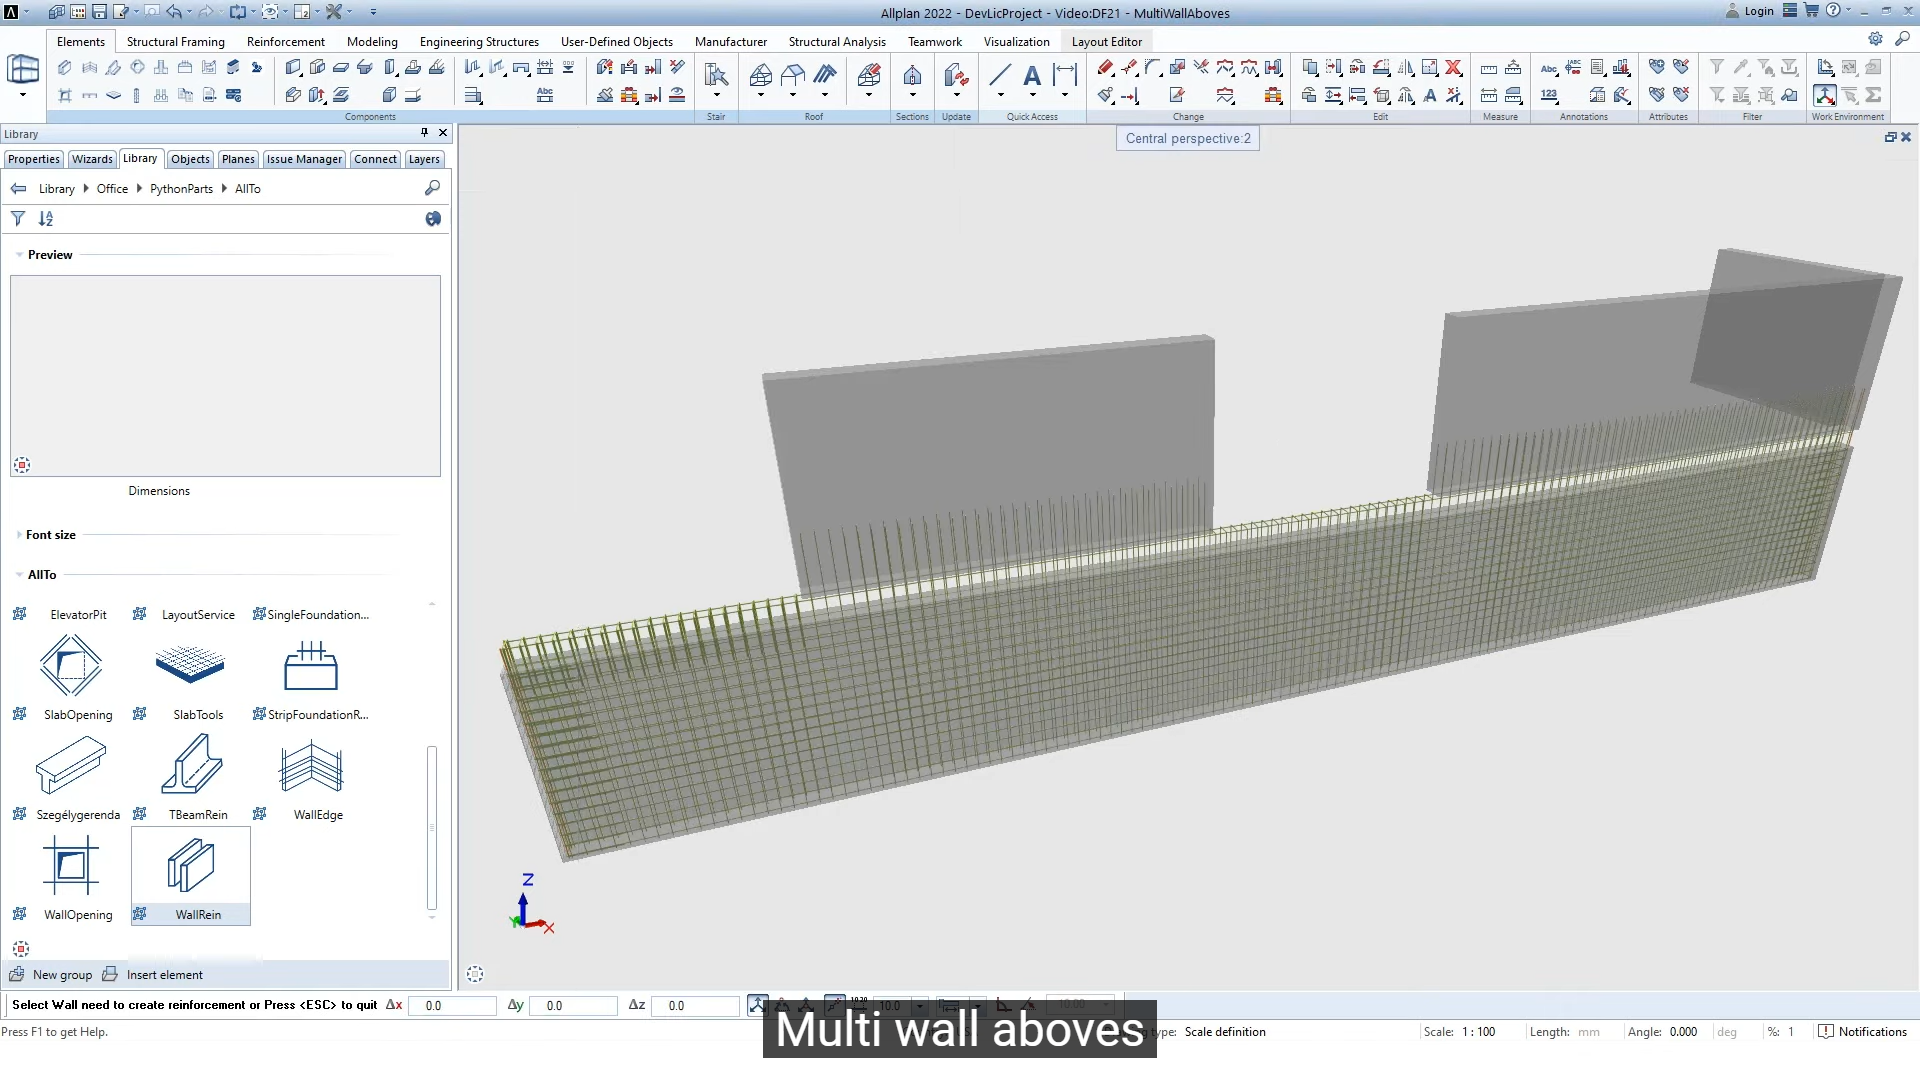 Allplan 2022 - DevLicProject - Video:DF21 - MultiWallAboves
Login
Elements Structural Framing Reinforcement Modeling Engineering Structures User-Defined Objects Manufacturer Structural Analysis Teamwork Visualization Layout Editor
Abc
Abc
123
Components Stair Roof Sections Update Quick Access Change Edit Measure Annotations Attributes Filter Work Environment
Library
Central perspective:2
Properties Wizards Library Objects Planes Issue Manager Connect Layers
Library Office PythonParts AllTo
Preview
Dimensions
Font size
AllTo
ElevatorPit LayoutService SingleFoundation...
SlabOpening SlabTools StripFoundationR...
Szegélygerenda TBeamRein WallEdge
WallOpening WallRein
Z
Y
X
New group Insert element
Select Wall need to create reinforcement or Press <ESC> to quit Δx 0.0 Δy 0.0 Δz 0.0 10.0
Multi wall aboves
Press F1 to get Help. type: Scale definition Scale: 1 : 100 Length: mm Angle: 0.000 deg %: 1 Notifications